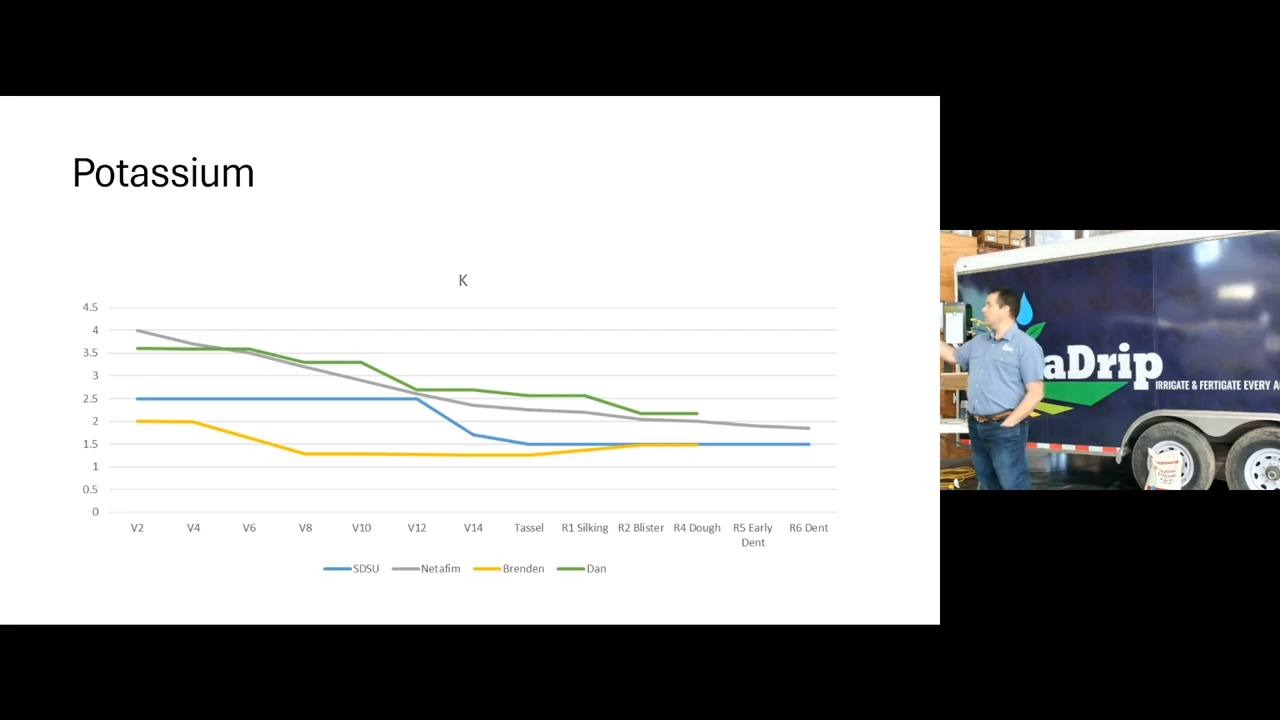 Potassium
K
4.5
4
3.5
3
2.5
2
1.5
1
0.5
0
V2 V4 V6 V8 V10 V12 V14 Tassel R1 Silking R2 Blister R4 Dough R5 Early Dent R6 Dent
SDSU Netafim Brenden Dan
aDrip
IRRIGATE & FERTIGATE EVERY A